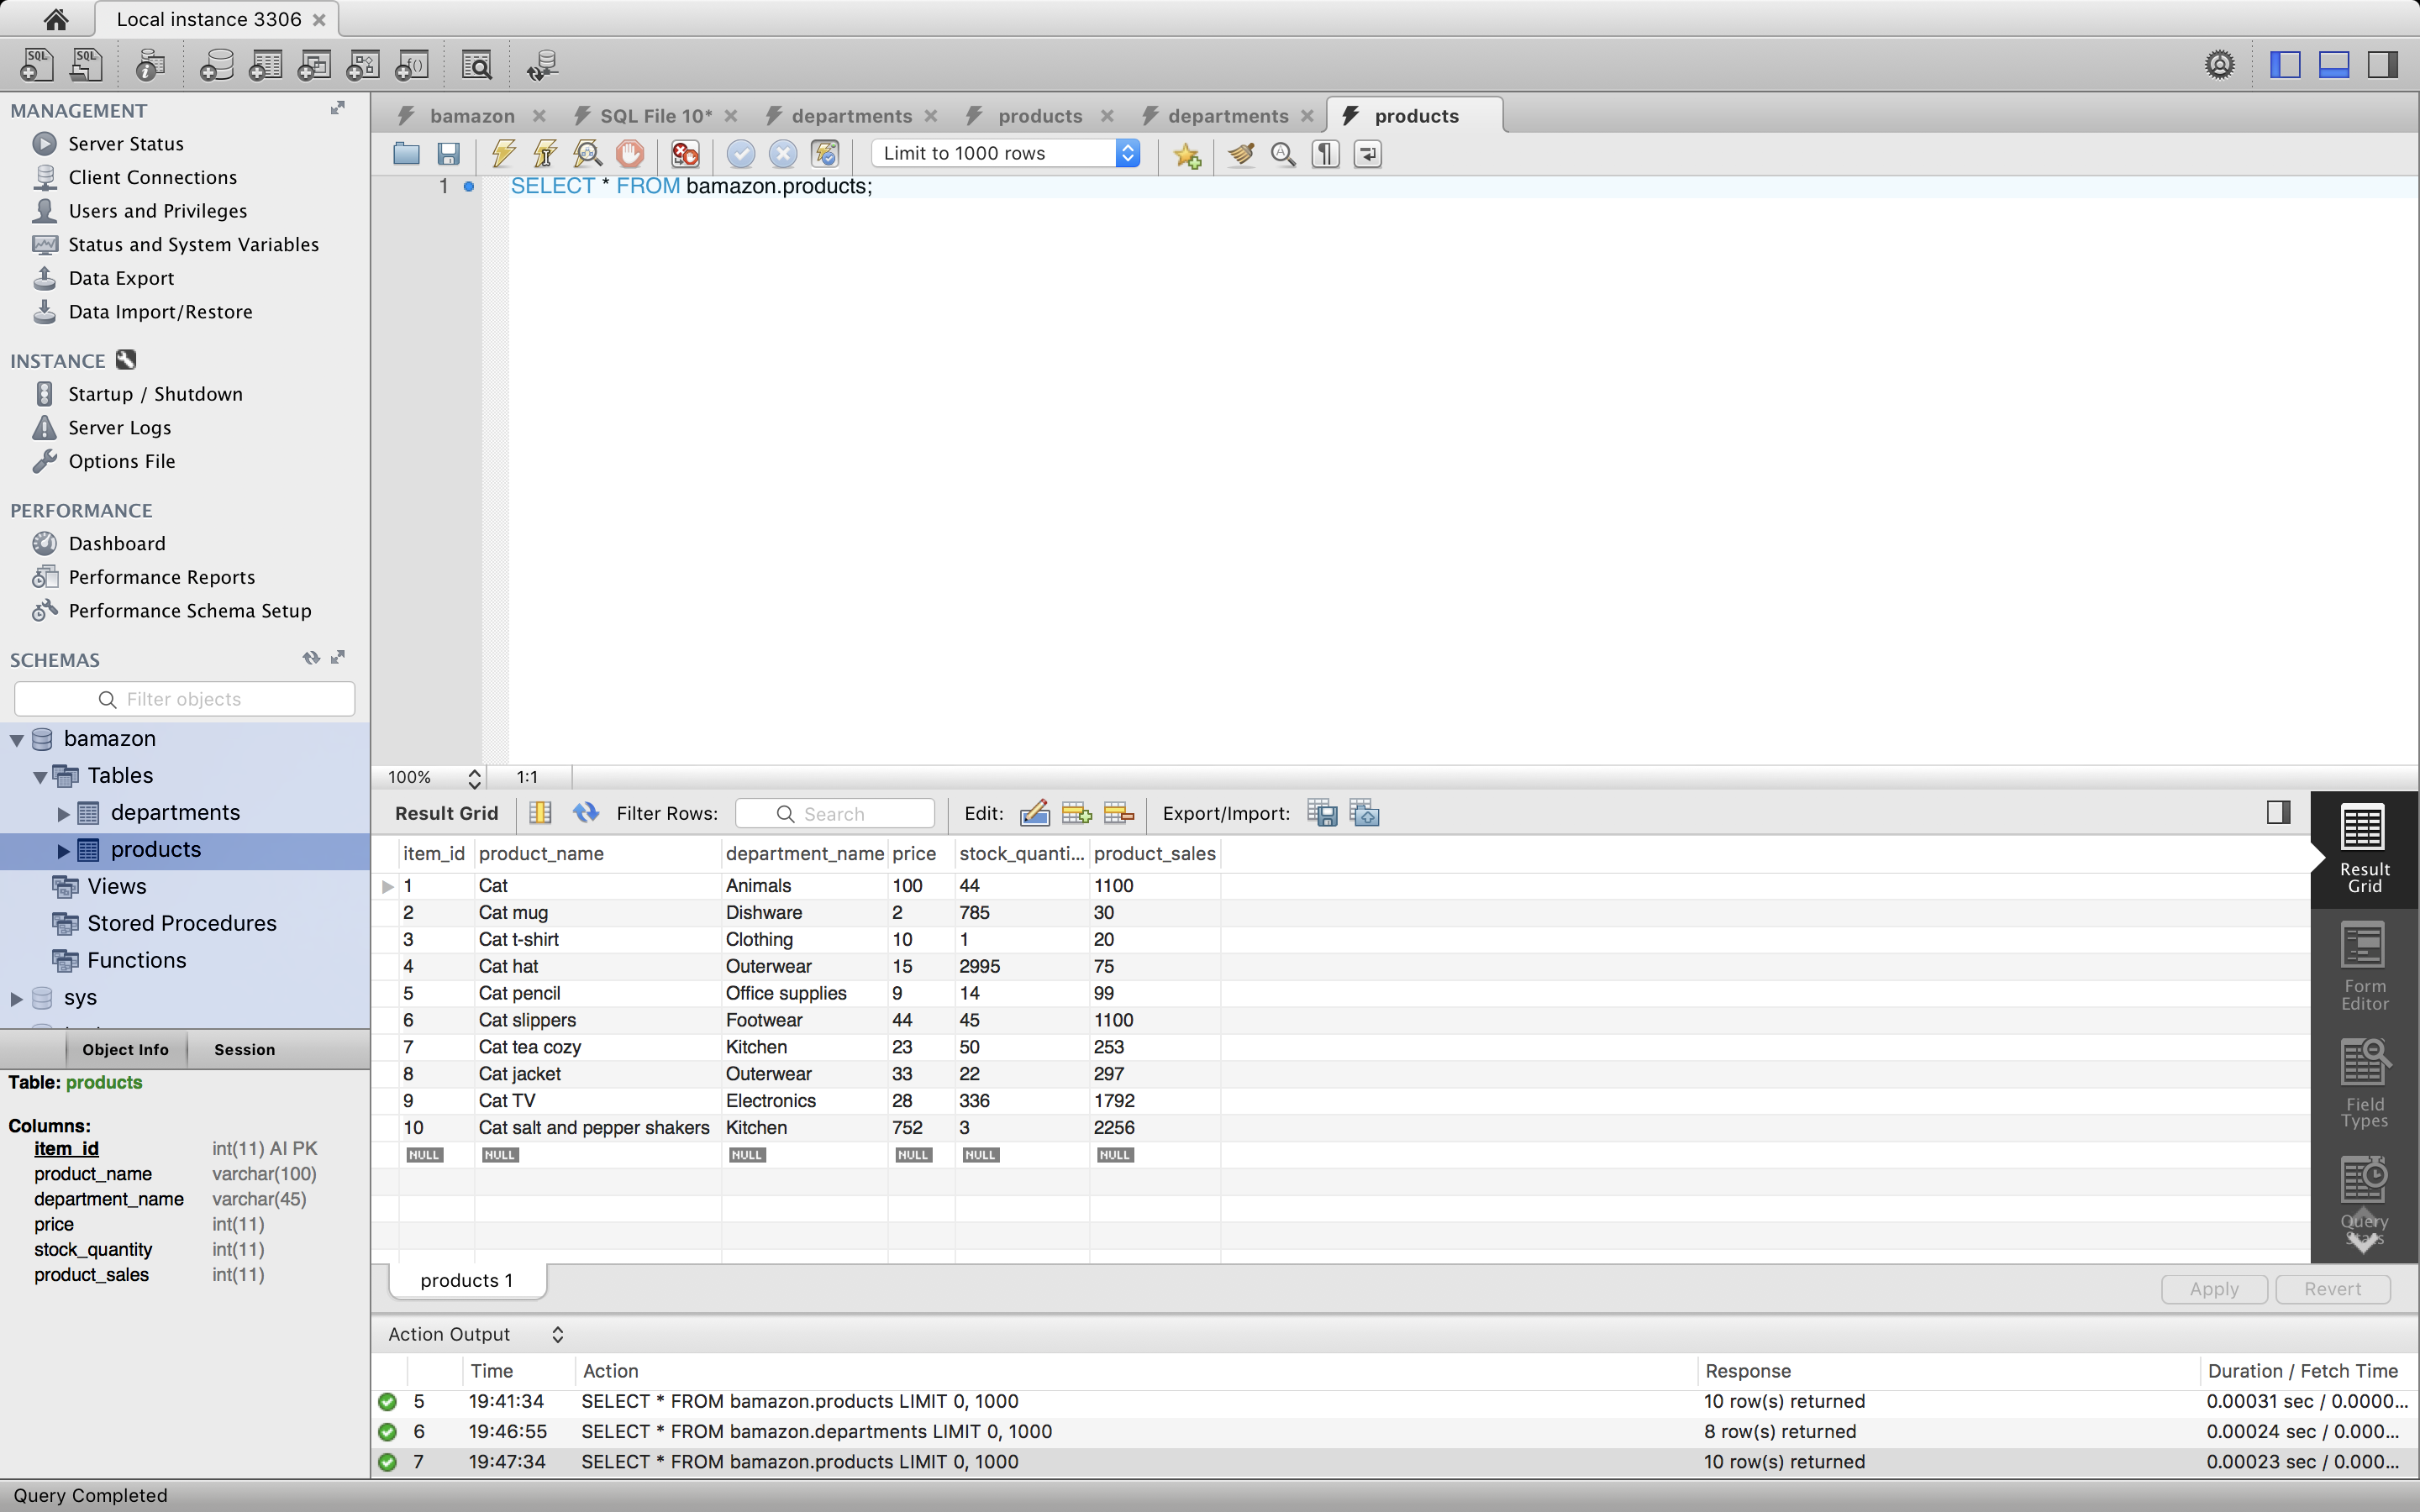 Local instance 3306
MANAGEMENT
Server Status
Client Connections
Users and Privileges
Status and System Variables
Data Export
Data Import/Restore
INSTANCE
Startup / Shutdown
Server Logs
Options File
PERFORMANCE
Dashboard
Performance Reports
Performance Schema Setup
SCHEMAS
Filter objects
bamazon
Tables
departments
products
Views
Stored Procedures
Functions
sys
Object Info Session
Table: products
Columns:
item_id int(11) AI PK
product_name varchar(100)
department_name varchar(45)
price int(11)
stock_quantity int(11)
product_sales int(11)
bamazon SQL File 10* departments products departments products
Limit to 1000 rows
1 SELECT * FROM bamazon.products;
100% 1:1
Result Grid Filter Rows: Search Edit: Export/Import:
item_id product_name department_name price stock_quanti... product_sales
1 Cat Animals 100 44 1100
2 Cat mug Dishware 2 785 30
3 Cat t-shirt Clothing 10 1 20
4 Cat hat Outerwear 15 2995 75
5 Cat pencil Office supplies 9 14 99
6 Cat slippers Footwear 44 45 1100
7 Cat tea cozy Kitchen 23 50 253
8 Cat jacket Outerwear 33 22 297
9 Cat TV Electronics 28 336 1792
10 Cat salt and pepper shakers Kitchen 752 3 2256
NULL NULL NULL NULL NULL NULL
Result
Grid
Form
Editor
Field
Types
Query
Stats
products 1
Apply Revert
Action Output
Time Action Response Duration / Fetch Time
5 19:41:34 SELECT * FROM bamazon.products LIMIT 0, 1000 10 row(s) returned 0.00031 sec / 0.0000...
6 19:46:55 SELECT * FROM bamazon.departments LIMIT 0, 1000 8 row(s) returned 0.00024 sec / 0.000...
7 19:47:34 SELECT * FROM bamazon.products LIMIT 0, 1000 10 row(s) returned 0.00023 sec / 0.000...
Query Completed